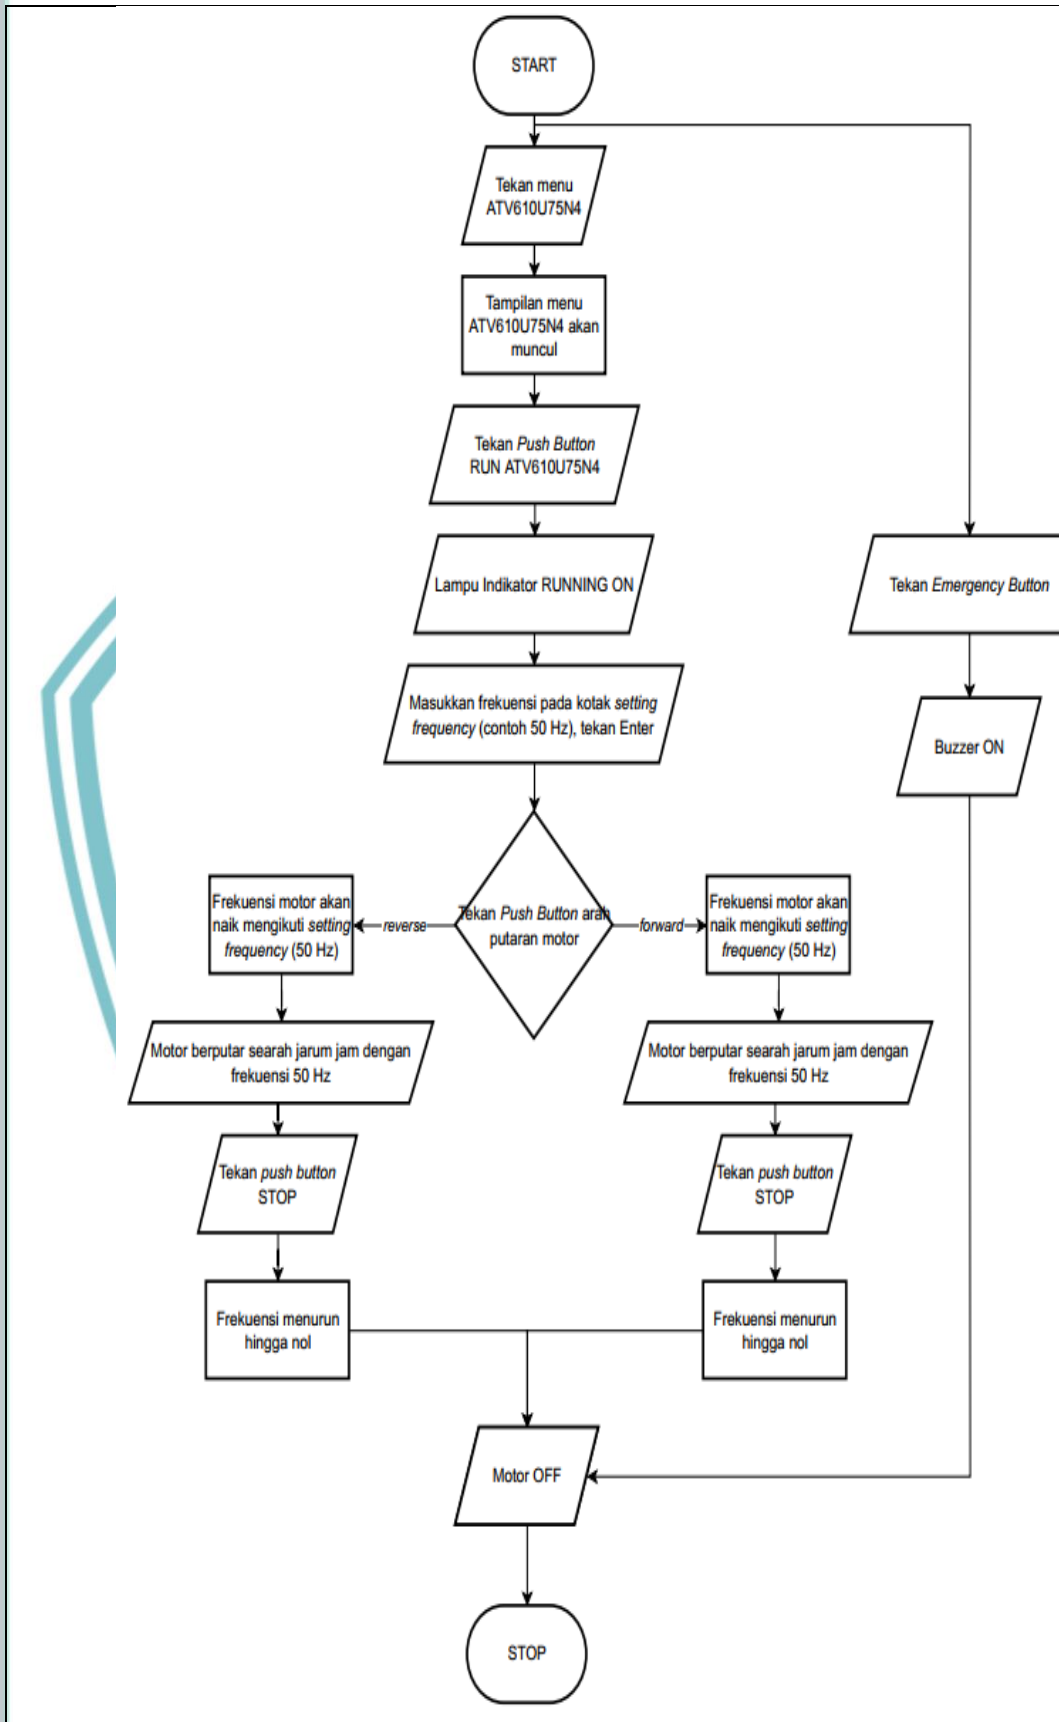 START
Tekan menu
ATV610U75N4
Tampilan menu
ATV610U75N4 akan
muncul
Tekan Push Button
RUN ATV610U75N4
Lampu Indikator RUNNING ON
Tekan Emergency Button
Masukkan frekuensi pada kotak setting
frequency (contoh 50 Hz), tekan Enter
Buzzer ON
Frekuensi motor akan
naik mengikuti setting
frequency (50 Hz)
reverse
Tekan Push Button arah
putaran motor
forward
Frekuensi motor akan
naik mengikuti setting
frequency (50 Hz)
Motor berputar searah jarum jam dengan
frekuensi 50 Hz
Motor berputar searah jarum jam dengan
frekuensi 50 Hz
Tekan push button
STOP
Tekan push button
STOP
Frekuensi menurun
hingga nol
Frekuensi menurun
hingga nol
Motor OFF
STOP